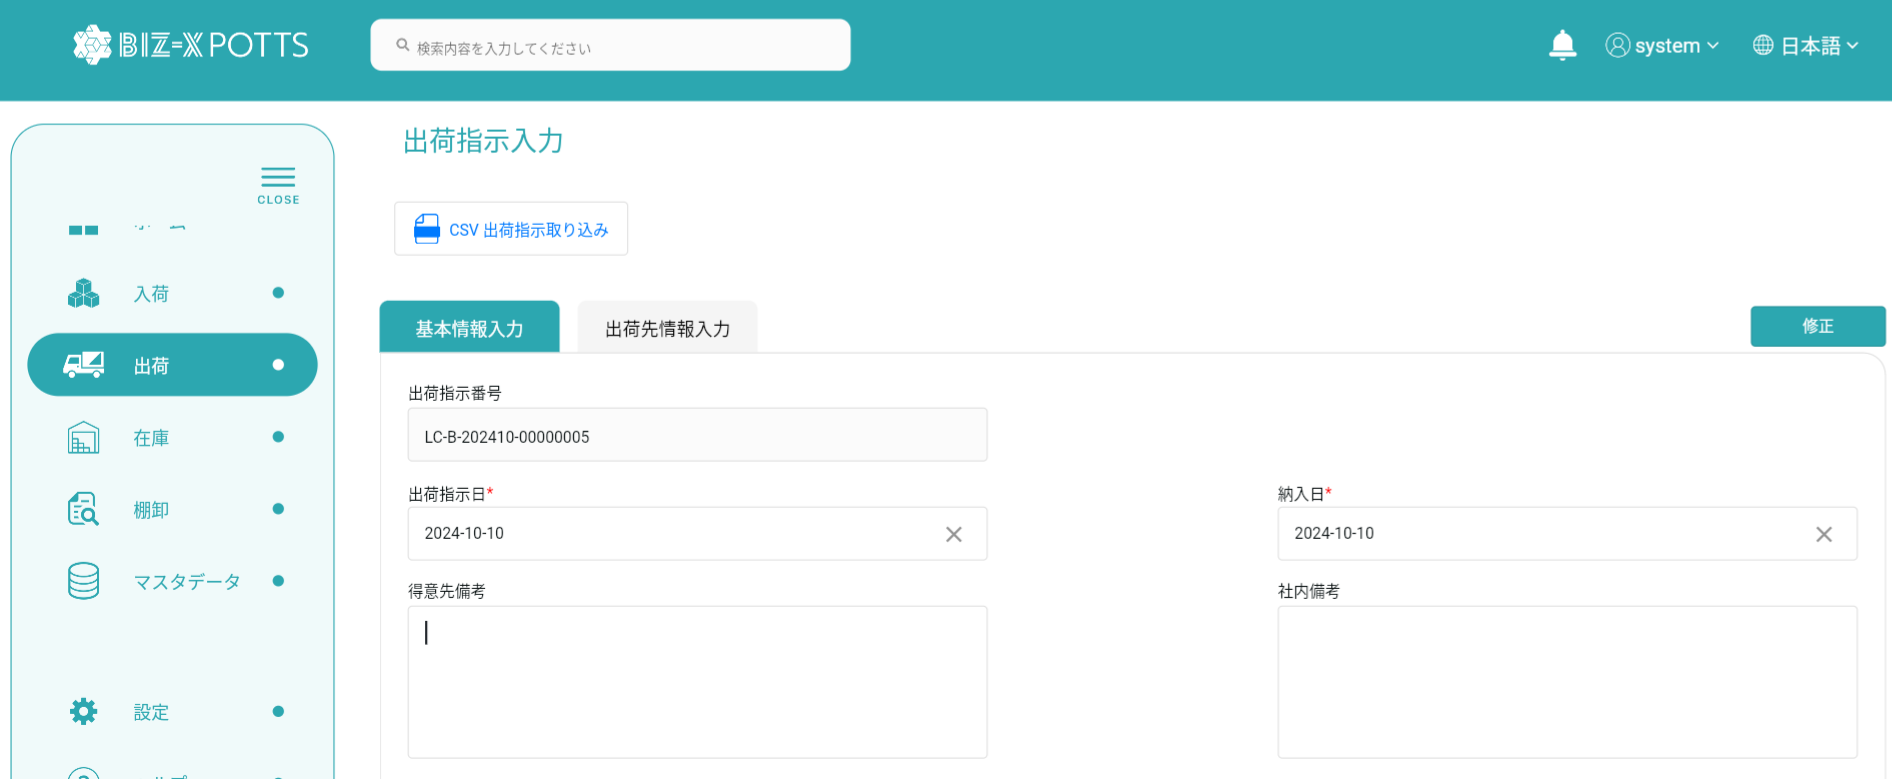 BIZ-X POTTS
検索内容を入力してください
system
日本語
CLOSE
入荷
出荷
在庫
棚卸
マスタデータ
設定
出荷指示入力
CSV 出荷指示取り込み
基本情報入力
出荷先情報入力
修正
出荷指示番号
LC-B-202410-00000005
出荷指示日*
2024-10-10
納入日*
2024-10-10
得意先備考
社内備考